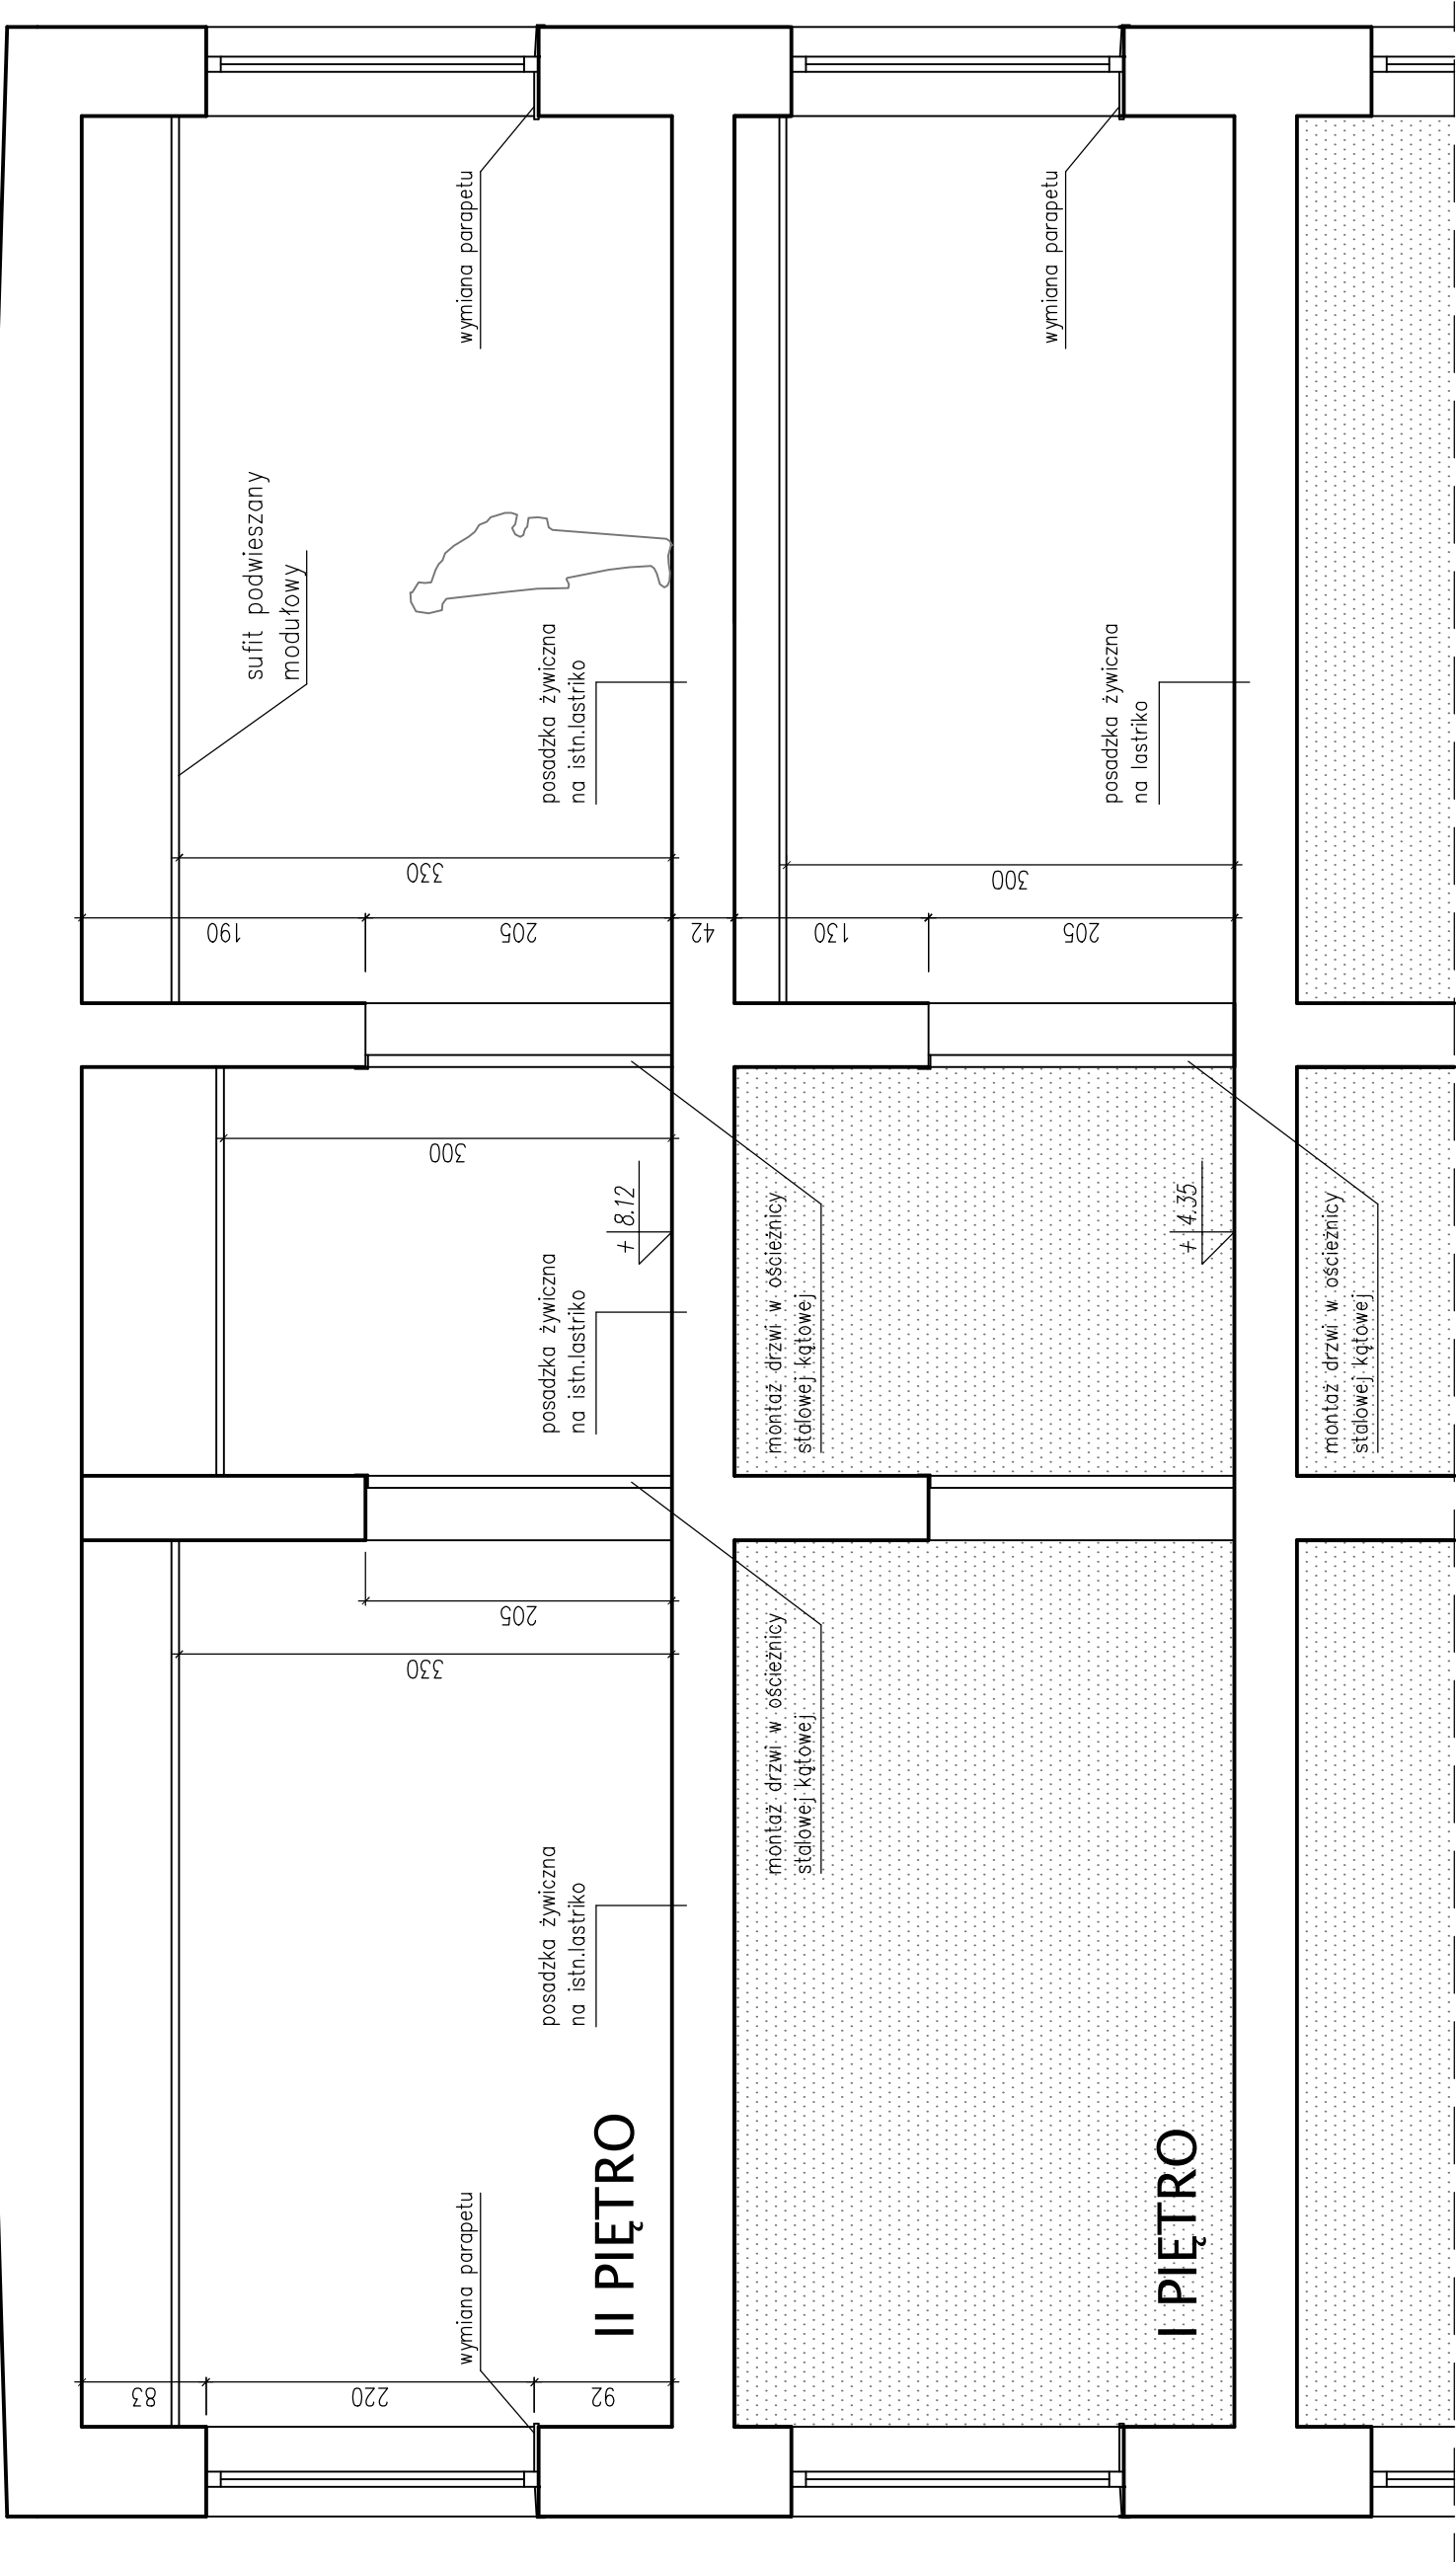 sufit podwieszany
modułowy
wymiana parapetu
wymiana parapetu
posadzka żywiczna
na istn.lastriko
posadzka żywiczna
na istn.lastriko
posadzka żywiczna
na istn.lastriko
II PIĘTRO
+ 8.12
83
220
92
330
205
300
330
190
205
42
130
205
300
montaż drzwi w ościeżnicy
stalowej kątowej
montaż drzwi w ościeżnicy
stalowej kątowej
wymiana parapetu
posadzka żywiczna
na lastriko
I PIĘTRO
+ 4.35
montaż drzwi w ościeżnicy
stalowej kątowej